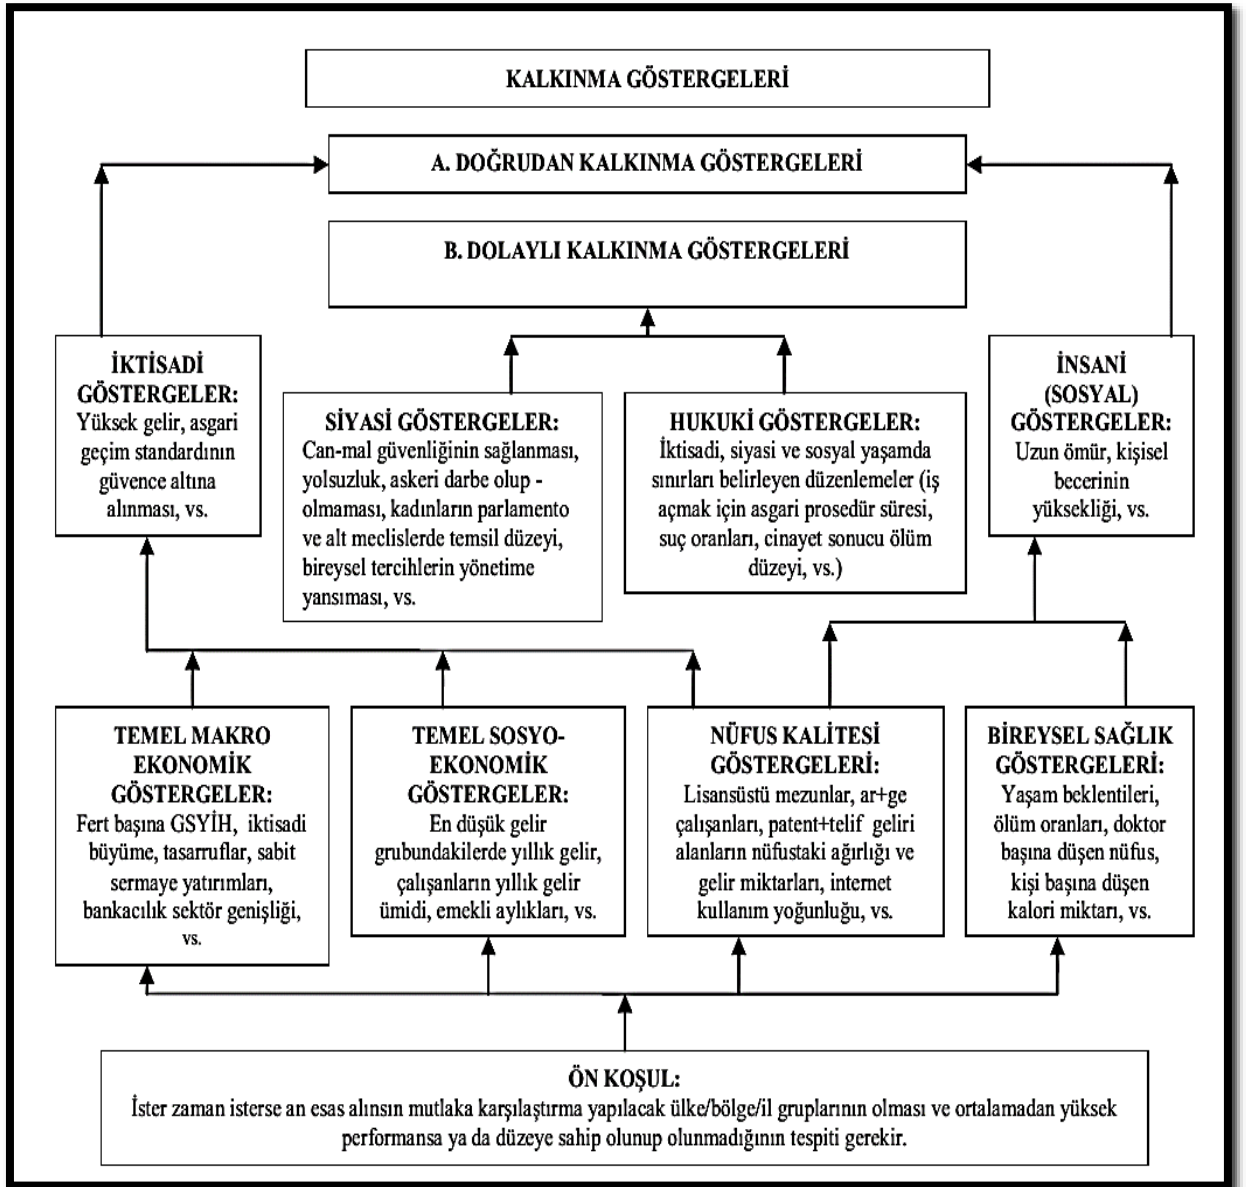 KALKINMA GÖSTERGELERİ
A. DOĞRUDAN KALKINMA GÖSTERGELERİ
B. DOLAYLI KALKINMA GÖSTERGELERİ
İKTİSADİ
GÖSTERGELER:
Yüksek gelir, asgari
geçim standardının
güvence altına
alınması, vs.
SİYASİ GÖSTERGELER:
Can-mal güvenliğinin sağlanması,
yolsuzluk, askeri darbe olup -
olmaması, kadınların parlamento
ve alt meclislerde temsil düzeyi,
bireysel tercihlerin yönetime
yansıması, vs.
HUKUKİ GÖSTERGELER:
İktisadi, siyasi ve sosyal yaşamda
sınırları belirleyen düzenlemeler (iş
açmak için asgari prosedür süresi,
suç oranları, cinayet sonucu ölüm
düzeyi, vs.)
İNSANİ
(SOSYAL)
GÖSTERGELER:
Uzun ömür, kişisel
becerinin
yüksekliği, vs.
TEMEL MAKRO
EKONOMİK
GÖSTERGELER:
Fert başına GSYİH, iktisadi
büyüme, tasarruflar, sabit
sermaye yatırımları,
bankacılık sektör genişliği,
vs.
TEMEL SOSYO-
EKONOMİK
GÖSTERGELER:
En düşük gelir
grubundakilerde yıllık gelir,
çalışanların yıllık gelir
ümidi, emekli aylıkları, vs.
NÜFUS KALİTESİ
GÖSTERGELERİ:
Lisansüstü mezunlar, ar+ge
çalışanları, patent+telif geliri
alanların nüfustaki ağırlığı ve
gelir miktarları, internet
kullanım yoğunluğu, vs.
BİREYSEL SAĞLIK
GÖSTERGELERİ:
Yaşam beklentileri,
ölüm oranları, doktor
başına düşen nüfus,
kişi başına düşen
kalori miktarı, vs.
ÖN KOŞUL:
İster zaman isterse an esas alınsın mutlaka karşılaştırma yapılacak ülke/bölge/il gruplarının olması ve ortalamadan yüksek
performansa ya da düzeye sahip olunup olunmadığının tespiti gerekir.